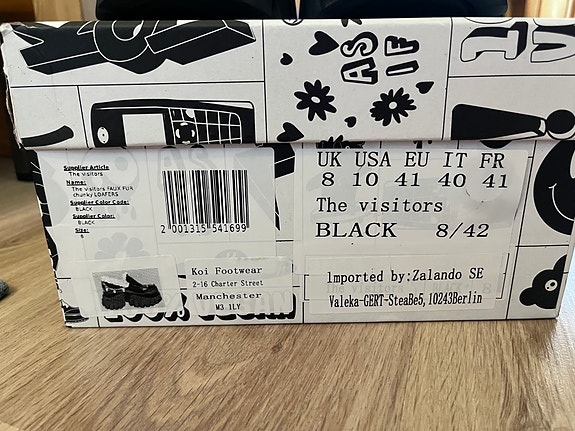 AS
IF
Supplier Article
The visitors
Name:
The visitors FAUX FUR
chunky LOAFERS
Supplier Color Code:
BLACK
Supplier Color:
BLACK
Size:
8
2 001315 541699
UK USA EU IT FR
8 10 41 40 41
The visitors
BLACK 8/42
Koi Footwear
2-16 Charter Street
Manchester
M3 1LY
Imported by:Zalando SE
Valeka-GERT-SteaBe5,10243Berlin